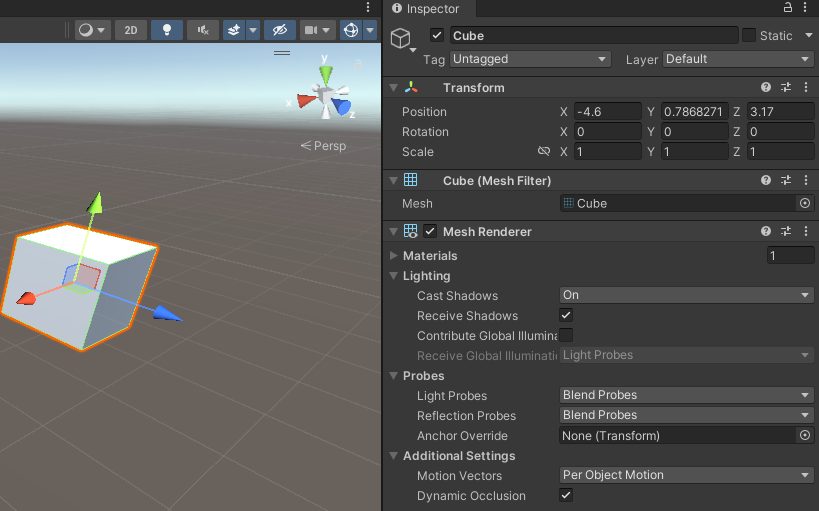 Inspector
2D
Cube
Static
Tag Untagged Layer Default
y
x
z
Persp
Transform
Position X -4.6 Y 0.7868271 Z 3.17
Rotation X 0 Y 0 Z 0
Scale X 1 Y 1 Z 1
Cube (Mesh Filter)
Mesh Cube
Mesh Renderer
Materials 1
Lighting
Cast Shadows On
Receive Shadows
Contribute Global Illumina
Receive Global Illuminati Light Probes
Probes
Light Probes Blend Probes
Reflection Probes Blend Probes
Anchor Override None (Transform)
Additional Settings
Motion Vectors Per Object Motion
Dynamic Occlusion